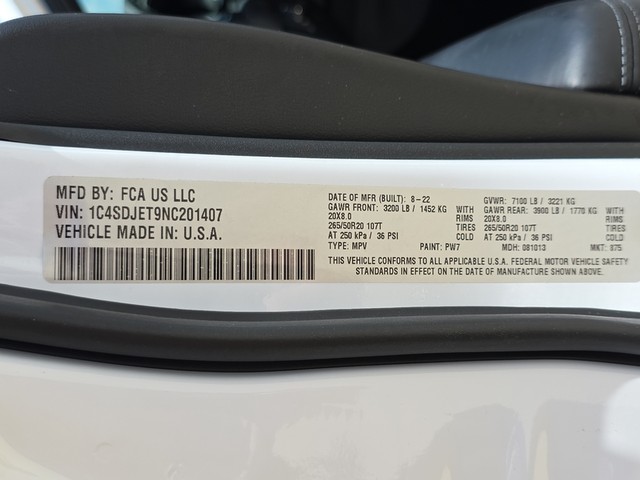 MFD BY: FCA US LLC
VIN: 1C4SDJET9NC201407
VEHICLE MADE IN: U.S.A.
DATE OF MFR (BUILT): 8-22
GAWR FRONT: 3200 LB / 1452 KG WITH
20X8.0 RIMS
265/50R20 107T TIRES
AT 250 kPa / 36 PSI COLD
TYPE: MPV PAINT: PW7
GVWR: 7100 LB / 3221 KG
GAWR REAR: 3900 LB / 1770 KG WITH
20X8.0 RIMS
265/50R20 107T TIRES
AT 250 kPa / 36 PSI COLD
MDH: 081013 MKT: 875
THIS VEHICLE CONFORMS TO ALL APPLICABLE U.S.A. FEDERAL MOTOR VEHICLE SAFETY
STANDARDS IN EFFECT ON THE DATE OF MANUFACTURE SHOWN ABOVE.